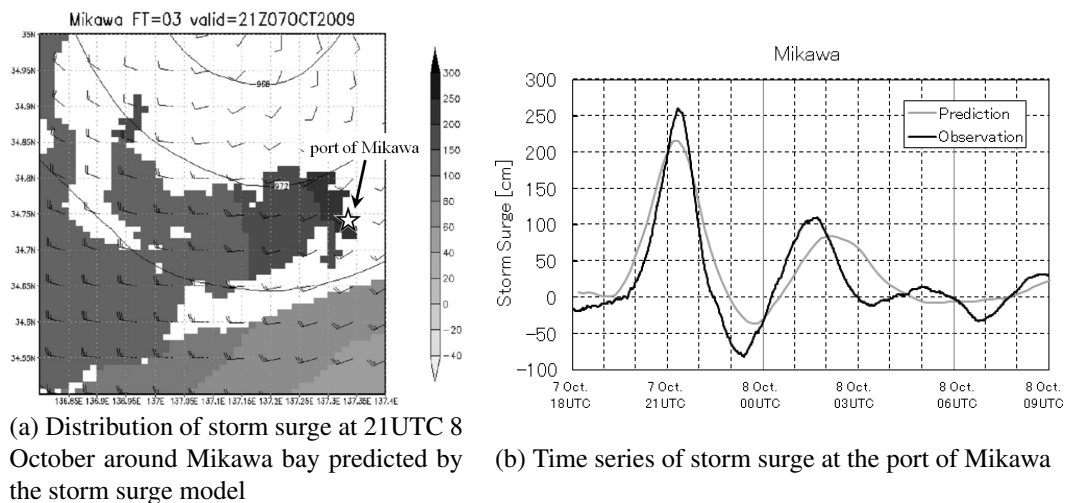 Mikawa FT=03 valid=21Z07OCT2009
35N
34.95N
34.9N
34.85N
34.8N
34.75N
34.7N
34.65N
34.6N
34.55N
136.85E 136.9E 136.95E 137E 137.05E 137.1E 137.15E 137.2E 137.25E 137.3E 137.35E 137.4E
968
972
port of Mikawa
300
250
200
150
100
80
60
40
20
0
-20
-40
(a) Distribution of storm surge at 21UTC 8
October around Mikawa bay predicted by
the storm surge model
Mikawa
Storm Surge [cm]
300
250
200
150
100
50
0
-50
-100
Prediction
Observation
7 Oct. 7 Oct. 8 Oct. 8 Oct. 8 Oct. 8 Oct.
18UTC 21UTC 00UTC 03UTC 06UTC 09UTC
(b) Time series of storm surge at the port of Mikawa